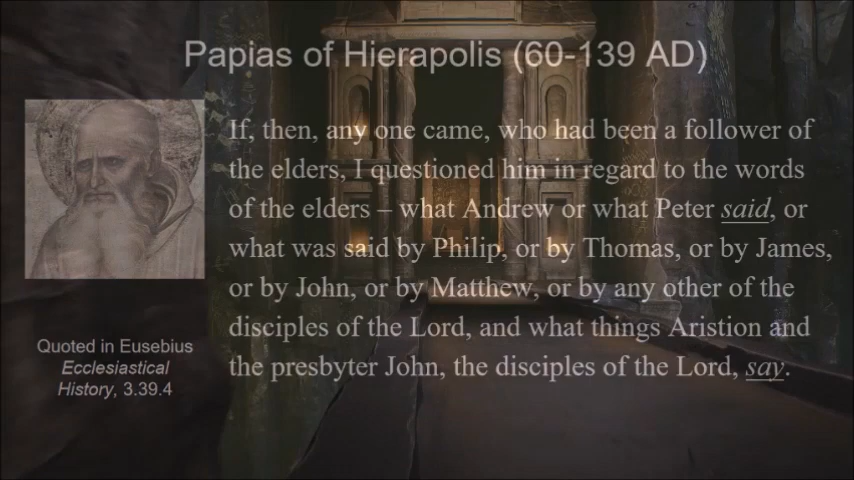 Papias of Hierapolis (60-139 AD)
If, then, any one came, who had been a follower of
the elders, I questioned him in regard to the words
of the elders – what Andrew or what Peter said, or
what was said by Philip, or by Thomas, or by James,
or by John, or by Matthew, or by any other of the
disciples of the Lord, and what things Aristion and
the presbyter John, the disciples of the Lord, say.
Quoted in Eusebius
Ecclesiastical
History, 3.39.4